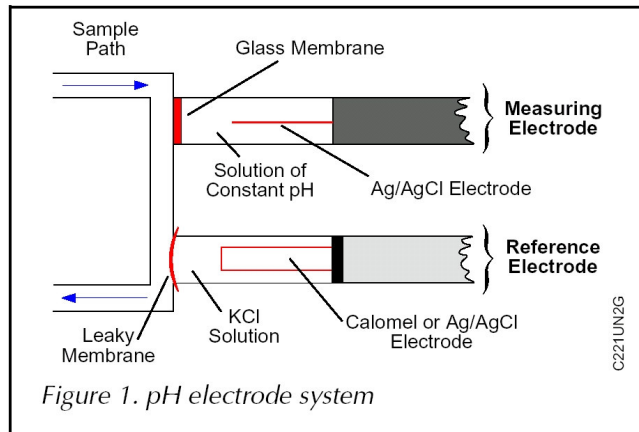 Sample
Path
Glass Membrane
Measuring
Electrode
Solution of
Constant pH
Ag/AgCl Electrode
Reference
Electrode
Leaky
Membrane
KCl
Solution
Calomel or Ag/AgCl
Electrode
C221UN2G
Figure 1. pH electrode system